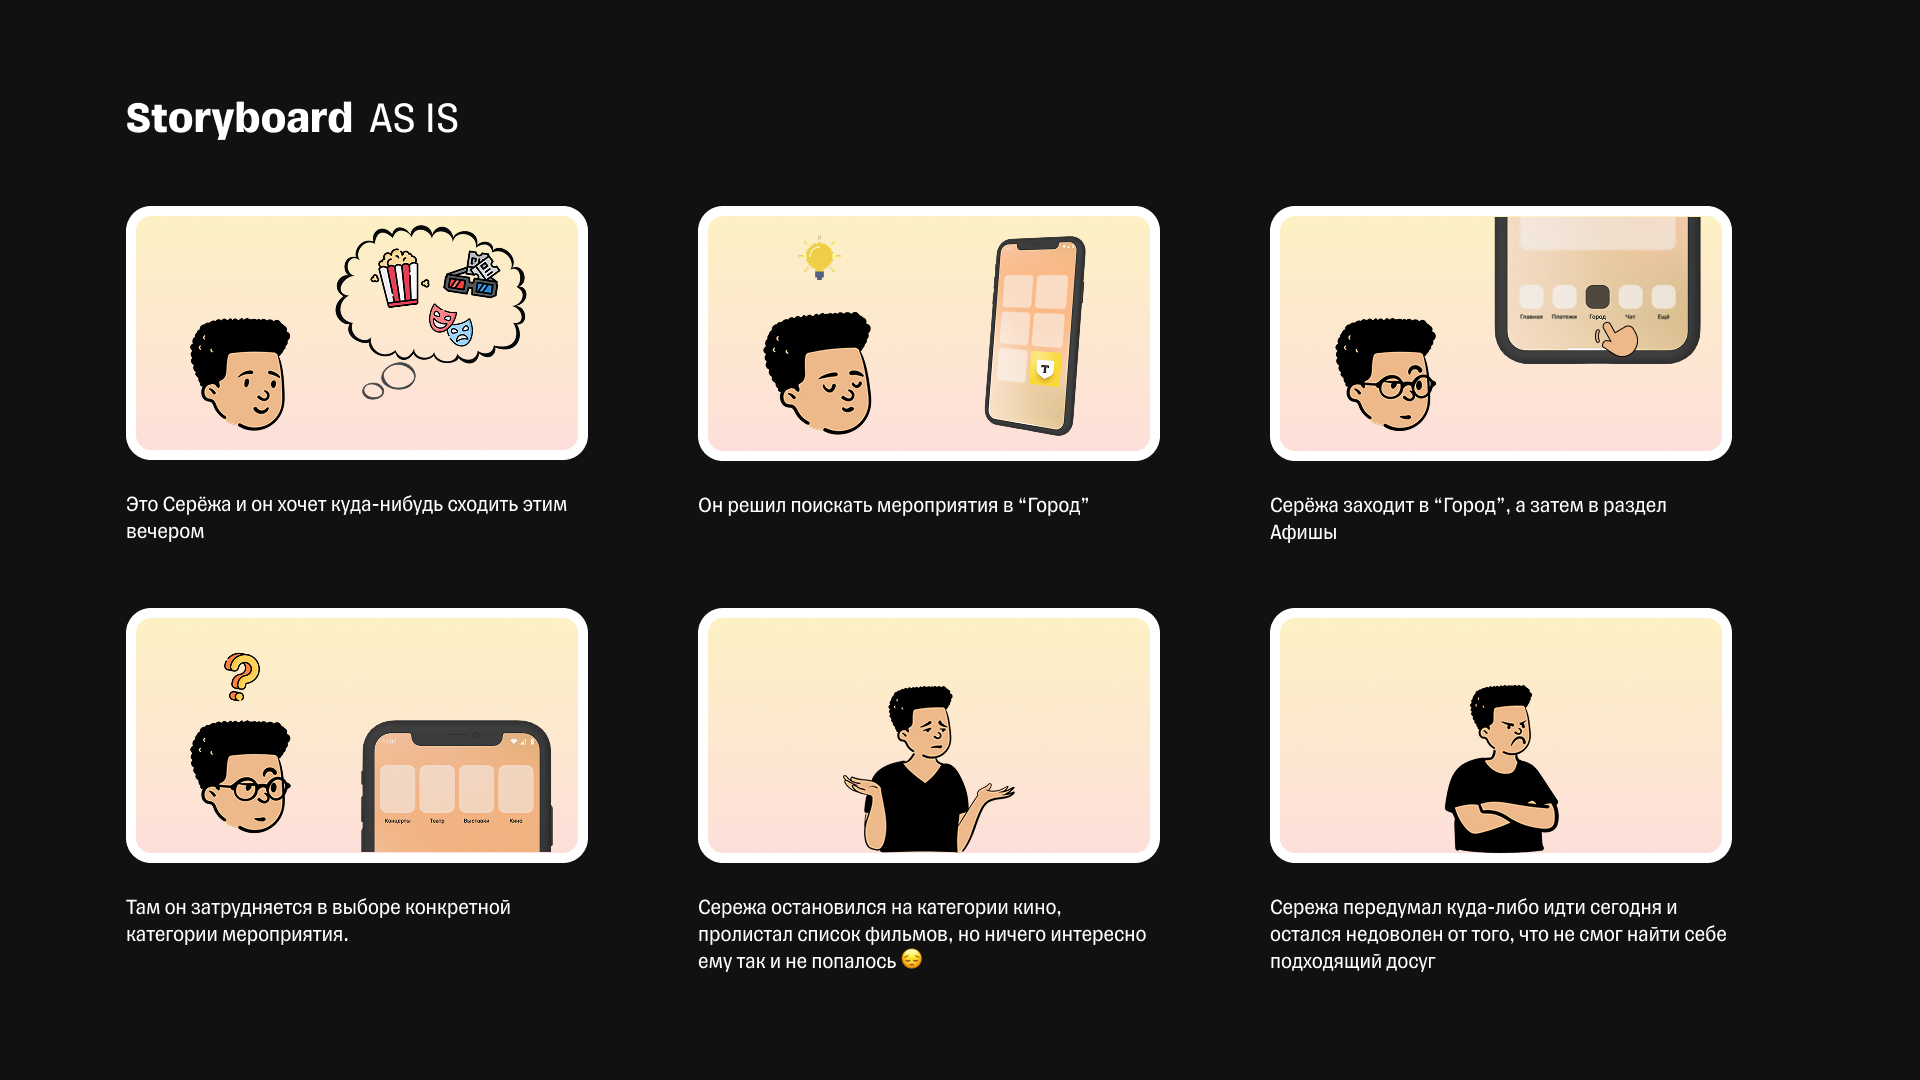 Storyboard AS IS
Это Серёжа и он хочет куда-нибудь сходить этим
вечером
T
Он решил поискать мероприятия в “Город”
Главная Платежи Город Чат Ещё
Серёжа заходит в “Город”, а затем в раздел
Афишы
Концерты Театр Выставки Кино
Там он затрудняется в выборе конкретной
категории мероприятия.
Сережа остановился на категории кино,
пролистал список фильмов, но ничего интересно
ему так и не попалось 😔
Сережа передумал куда-либо идти сегодня и
остался недоволен от того, что не смог найти себе
подходящий досуг